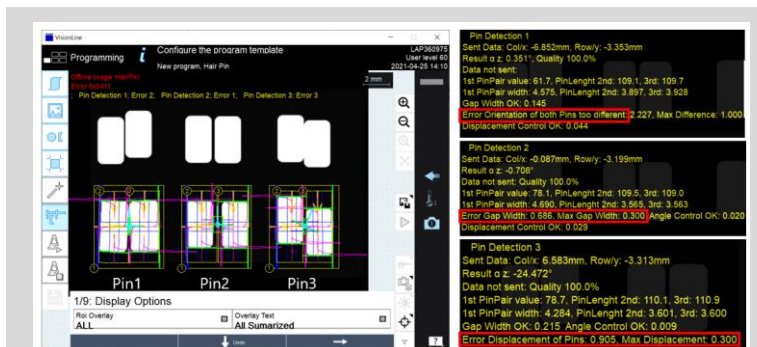 VisionLine
Programming
Configure the program template
New program, Hair Pin
LAP360975
User level 60
2021-04-25 14:10
Offline image HairPin
2 mm
Pin Detection 1; Error 2; Pin Detection 2; Error 1; Pin Detection 3: Error 3
Pin1 Pin2 Pin3
1/9: Display Options
Roi Overlay
ALL
Overlay Text
All Sumarized
Undo
Pin Detection 1
Sent Data: Col/x: -6.852mm, Row/y: -3.353mm
Result α z: 0.351°, Quality 100.0%
Data not sent:
1st PinPair value: 61.7, PinLenght 2nd: 109.1, 3rd: 109.7
1st PinPair width: 4.575, PinLenght 2nd: 3.897, 3rd: 3.928
Gap Width OK: 0.145
Error Orientation of both Pins too different: 2.227, Max Difference: 1.000
Displacement Control OK: 0.044
Pin Detection 2
Sent Data: Col/x: -0.087mm, Row/y: -3.199mm
Result α z: -0.708°
Data not sent: Quality 100.0%
1st PinPair value: 78.1, PinLenght 2nd: 109.5, 3rd: 109.0
1st PinPair width: 4.690, PinLenght 2nd: 3.565, 3rd: 3.563
Error Gap Width: 0.686, Max Gap Width: 0.300 Angle Control OK: 0.020
Displacement Control OK: 0.029
Pin Detection 3
Sent Data: Col/x: 6.583mm, Row/y: -3.313mm
Result α z: -24.472°
Data not sent: Quality 100.0%
1st PinPair value: 78.7, PinLenght 2nd: 110.1, 3rd: 110.9
1st PinPair width: 4.284, PinLenght 2nd: 3.601, 3rd: 3.600
Gap Width OK: 0.215 Angle Control OK: 0.009
Error Displacement of Pins: 0.905, Max Displacement: 0.300